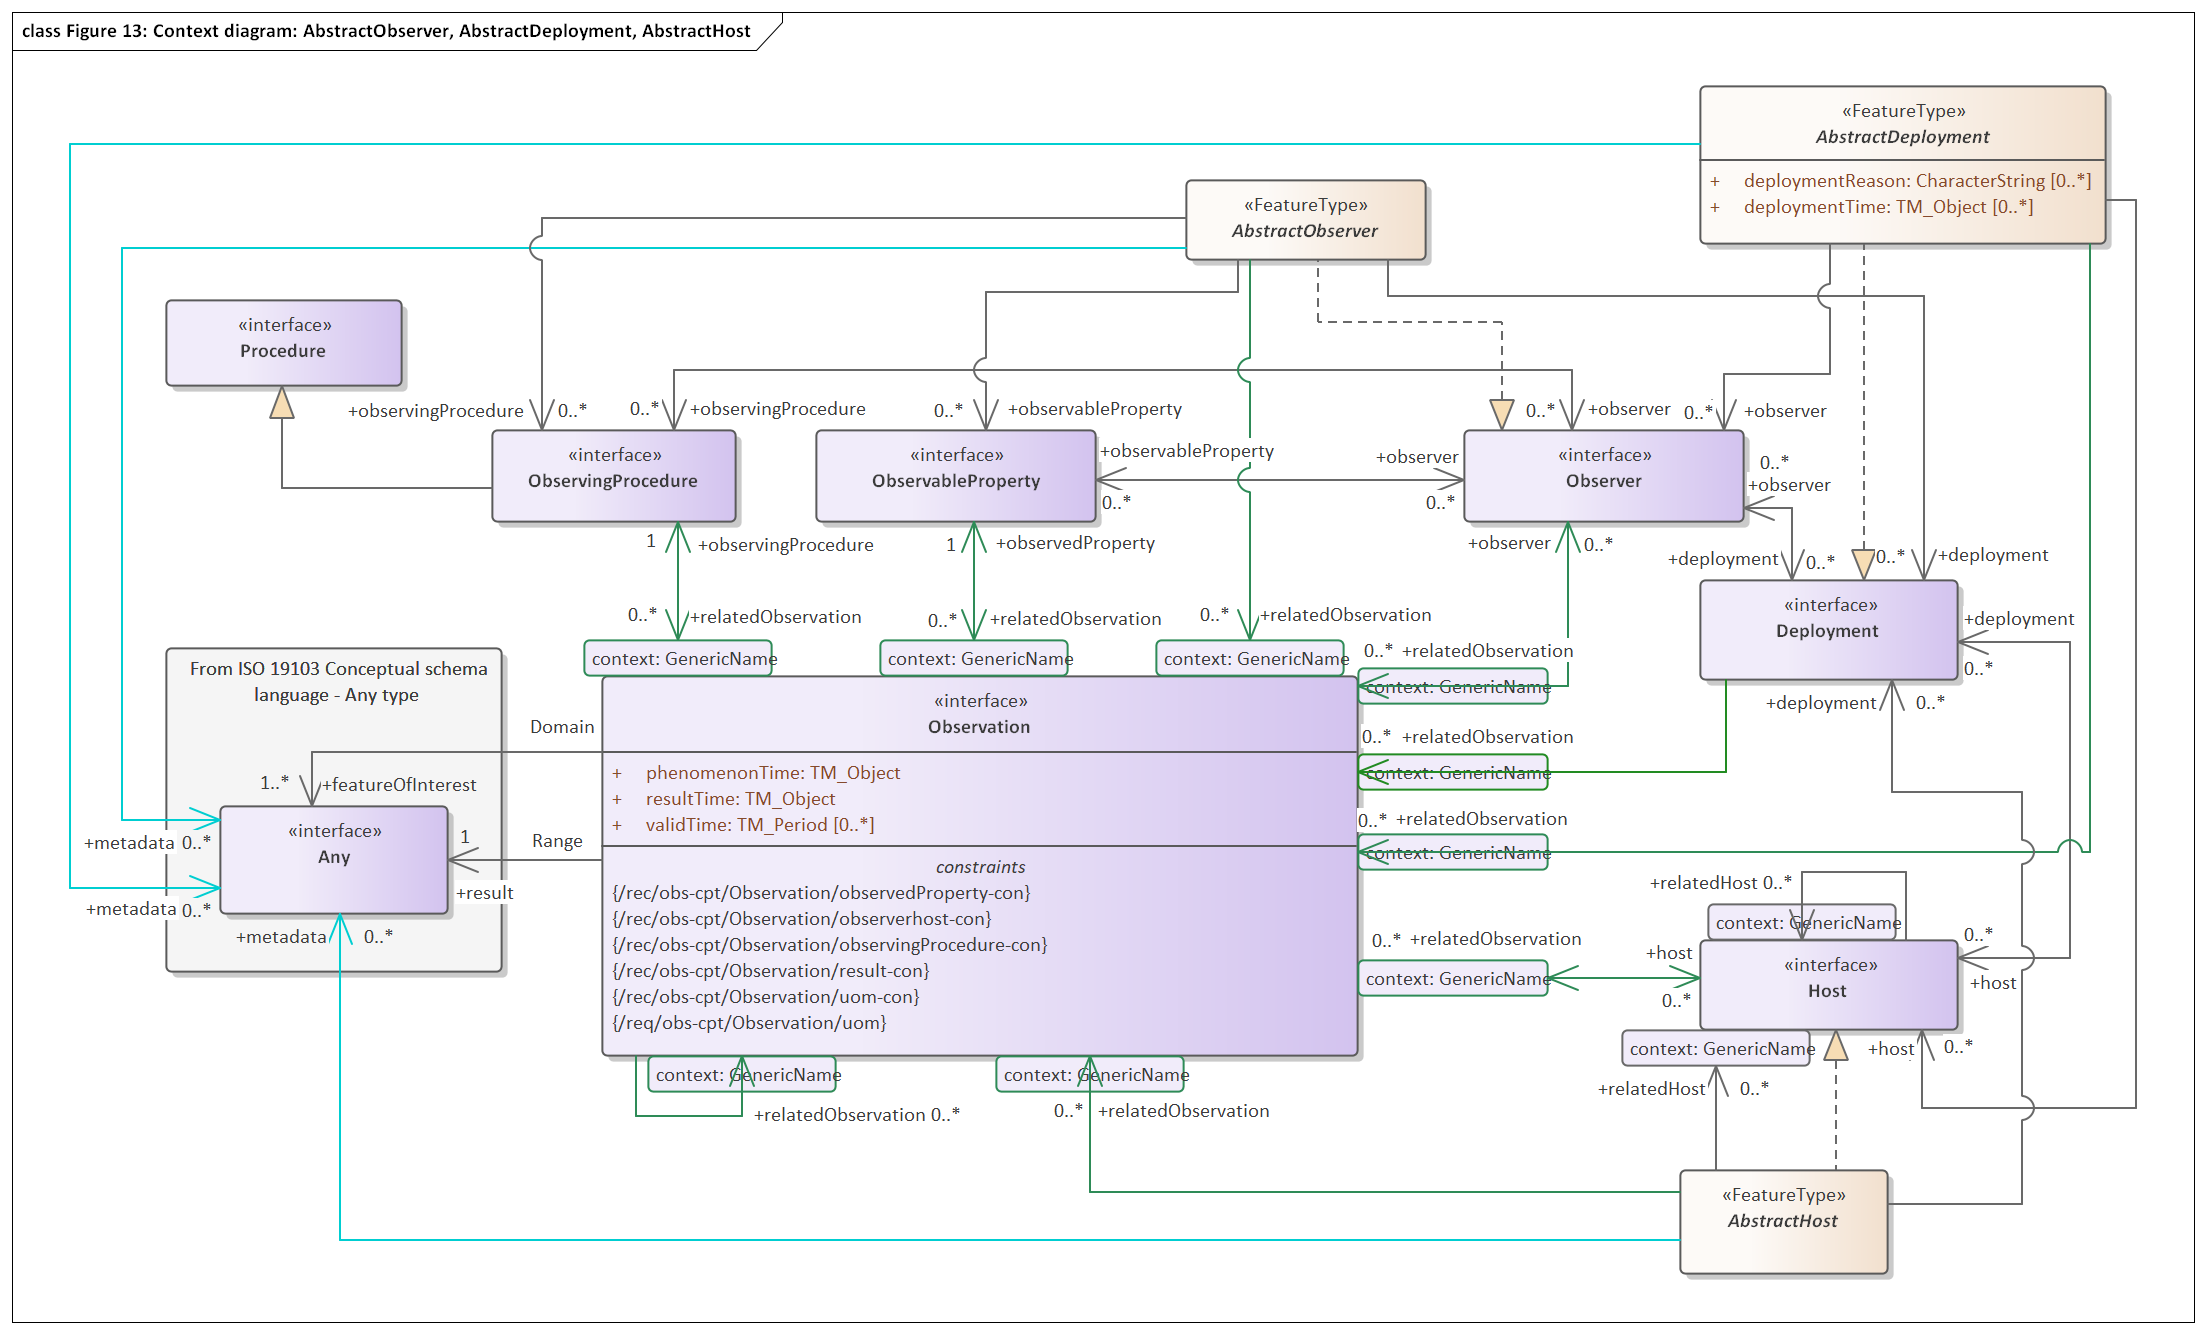 class Figure 13: Context diagram: AbstractObserver, AbstractDeployment, AbstractHost
«FeatureType»
AbstractDeployment
+ deploymentReason: CharacterString [0..*]
+ deploymentTime: TM_Object [0..*]
«FeatureType»
AbstractObserver
«interface»
Procedure
+observingProcedure 0..*
0..* +observingProcedure
0..* +observableProperty
0..* +observer
0..* +observer
«interface»
ObservingProcedure
«interface»
ObservableProperty
+observableProperty
0..*
+observer
0..*
«interface»
Observer
0..*
+observer
1 +observingProcedure
1 +observedProperty
+observer 0..*
+deployment 0..*
0..* +deployment
0..* +relatedObservation
0..* +relatedObservation
0..* +relatedObservation
context: GenericName
context: GenericName
context: GenericName
0..* +relatedObservation
context: GenericName
«interface»
Deployment
+deployment
0..*
+deployment 0..*
From ISO 19103 Conceptual schema
language - Any type
Domain
1..* +featureOfInterest
«interface»
Any
+metadata 0..*
+metadata 0..*
+metadata 0..*
Range
1
+result
«interface»
Observation
+ phenomenonTime: TM_Object
+ resultTime: TM_Object
+ validTime: TM_Period [0..*]
constraints
{/rec/obs-cpt/Observation/observedProperty-con}
{/rec/obs-cpt/Observation/observerhost-con}
{/rec/obs-cpt/Observation/observingProcedure-con}
{/rec/obs-cpt/Observation/result-con}
{/rec/obs-cpt/Observation/uom-con}
{/req/obs-cpt/Observation/uom}
0..* +relatedObservation
context: GenericName
0..* +relatedObservation
context: GenericName
0..* +relatedObservation
context: GenericName
+relatedHost 0..*
context: GenericName
+host
0..*
«interface»
Host
0..*
+host
context: GenericName
+host 0..*
+relatedHost 0..*
context: GenericName
+relatedObservation 0..*
context: GenericName
0..* +relatedObservation
«FeatureType»
AbstractHost